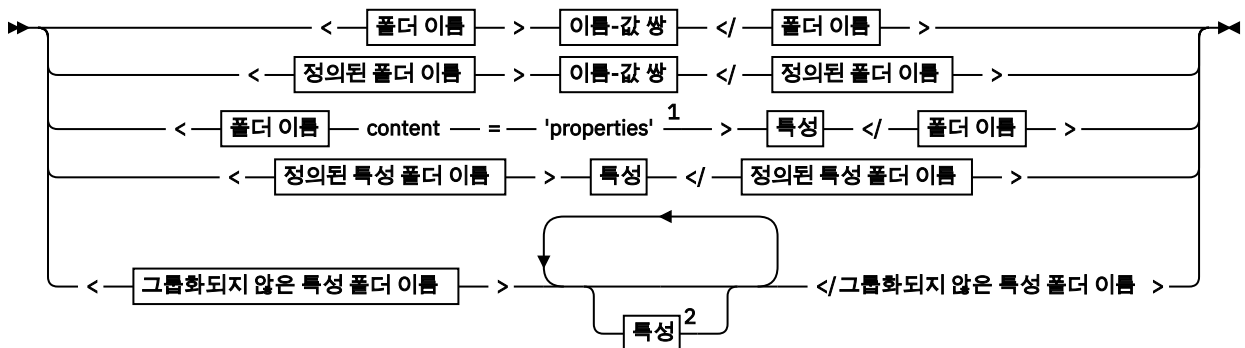 < 폴더 이름 > 이름-값 쌍 </ 폴더 이름 >
< 정의된 폴더 이름 > 이름-값 쌍 </ 정의된 폴더 이름 >
< 폴더 이름 content = 'properties' 1 > 특성 </ 폴더 이름 >
< 정의된 특성 폴더 이름 > 특성 </ 정의된 특성 폴더 이름 >
< 그룹화되지 않은 특성 폴더 이름 > </ 그룹화되지 않은 특성 폴더 이름 >
특성 2